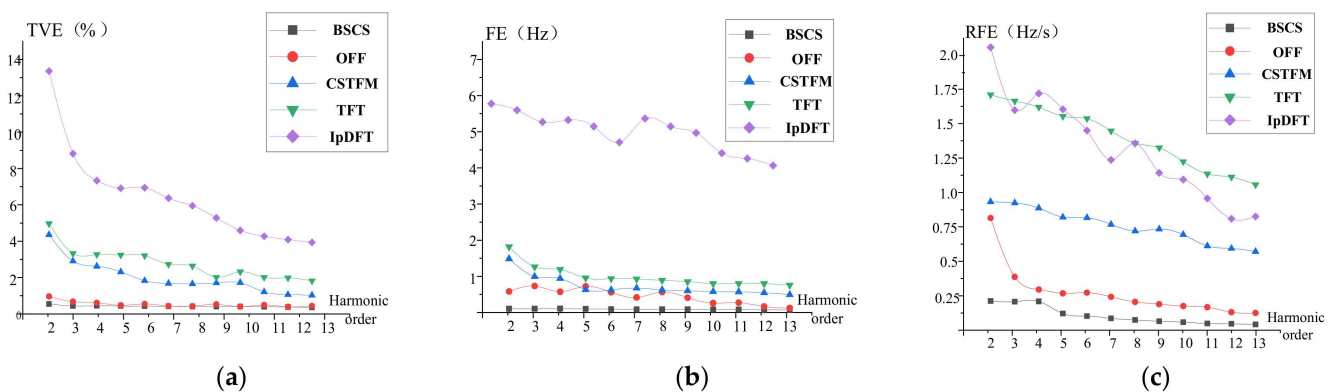 TVE（%）
BSCS
OFF
CSTFM
TFT
IpDFT
14
12
10
8
6
4
2
0
2 3 4 5 6 7 8 9 10 11 12 13
Harmonic
order
(a)
FE（Hz）
BSCS
OFF
CSTFM
TFT
IpDFT
7
6
5
4
3
2
1
0
2 3 4 5 6 7 8 9 10 11 12 13
Harmonic
order
(b)
RFE（Hz/s）
BSCS
OFF
CSTFM
TFT
IpDFT
2.0
1.75
1.5
1.25
1.0
0.75
0.5
0.25
2 3 4 5 6 7 8 9 10 11 12 13
Harmonic
order
(c)